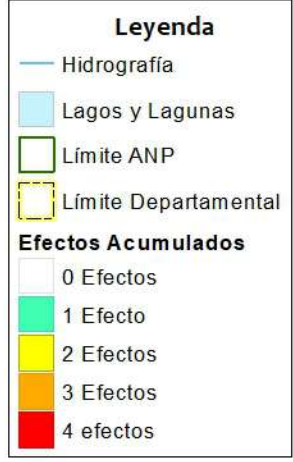 Leyenda
Hidrografía
Lagos y Lagunas
Límite ANP
Límite Departamental
Efectos Acumulados
0 Efectos
1 Efecto
2 Efectos
3 Efectos
4 efectos